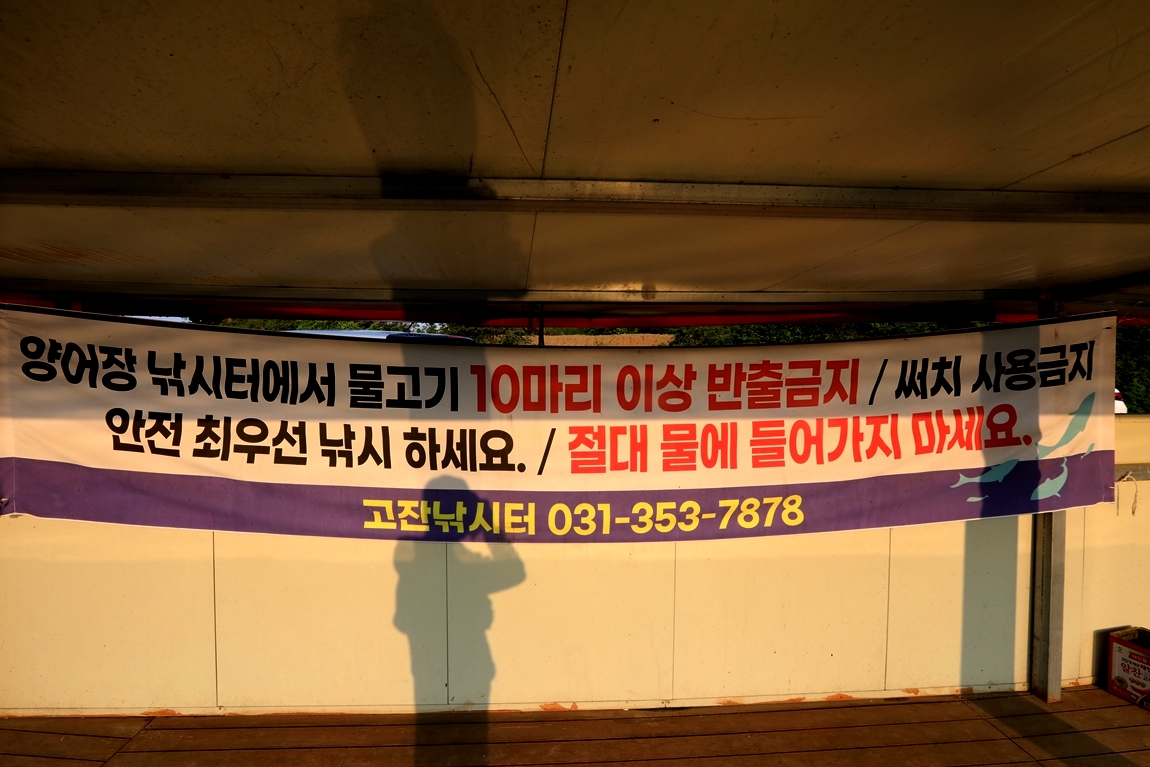 양어장 낚시터에서 물고기 10마리 이상 반출금지 / 써치 사용금지
안전 최우선 낚시 하세요. / 절대 물에 들어가지 마세요.
고잔낚시터 031-353-7878
알찬